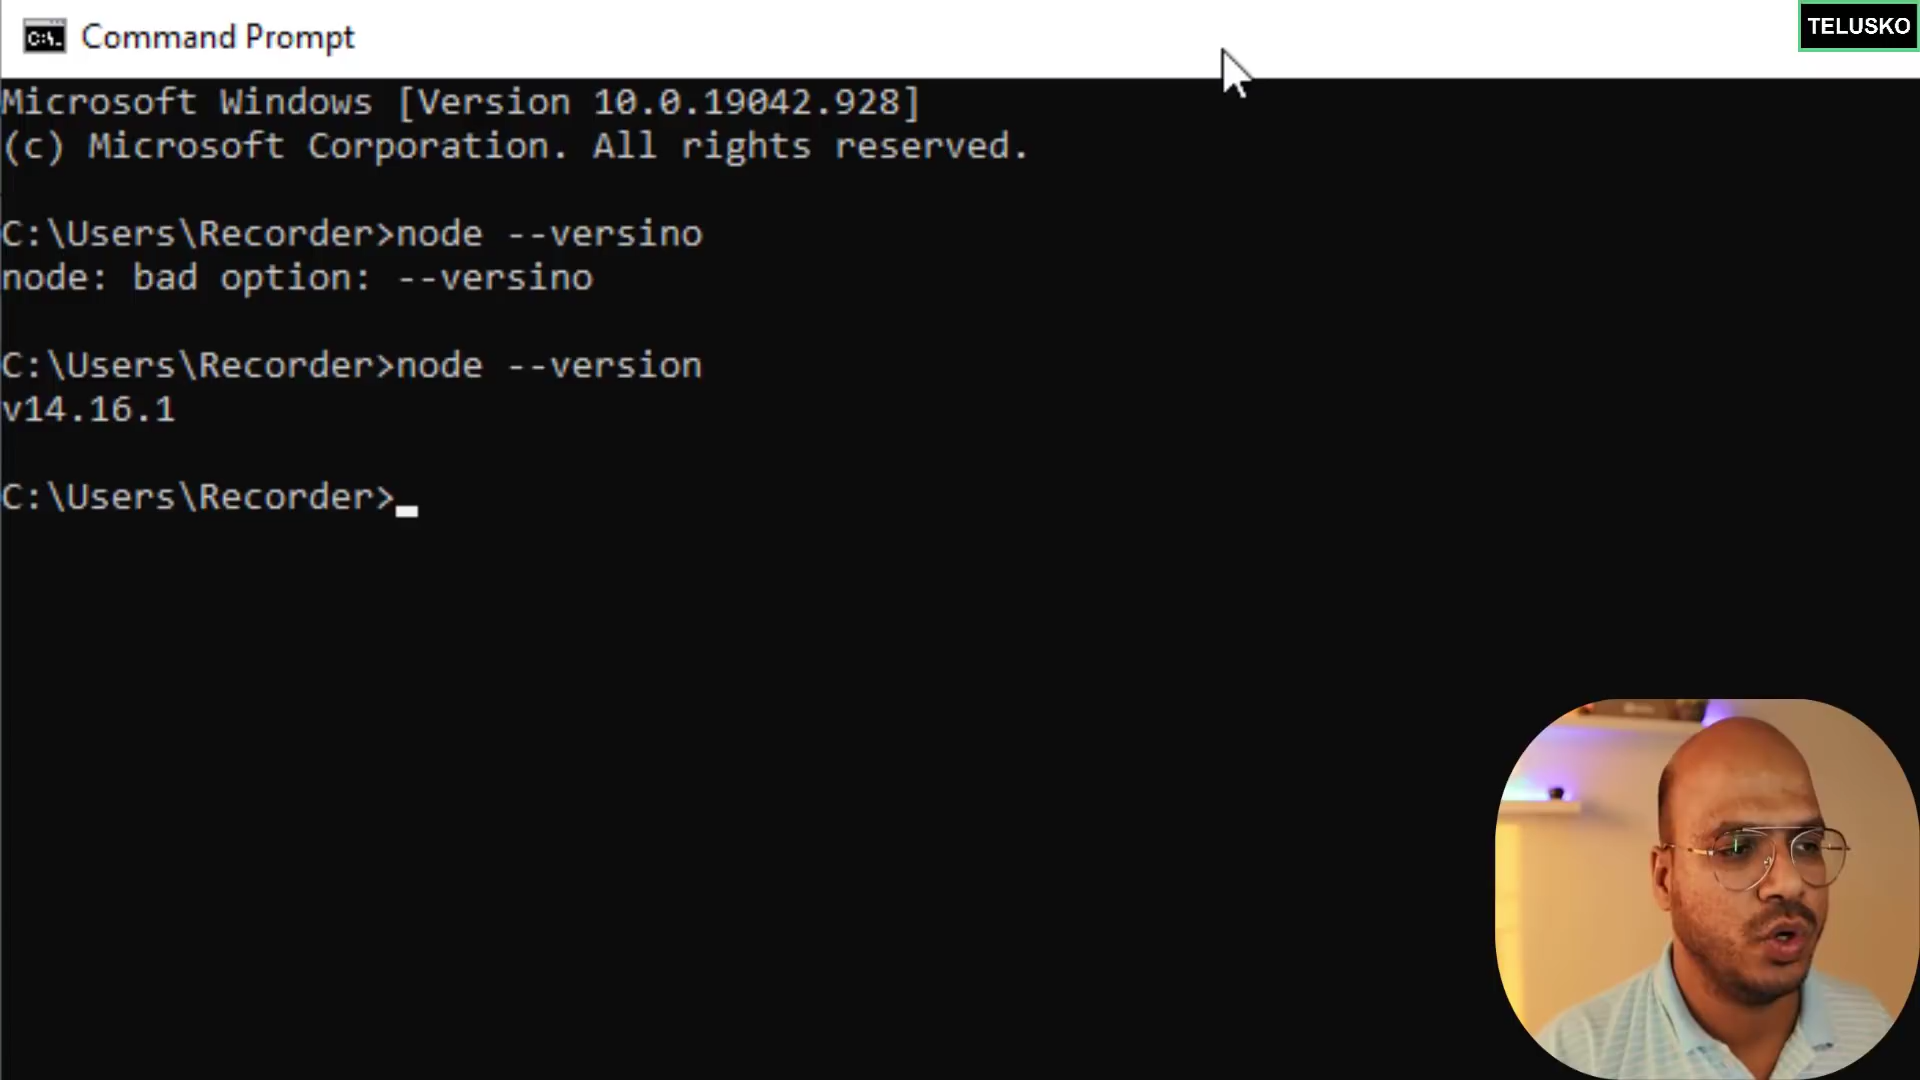 Command Prompt
TELUSKO
Microsoft Windows [Version 10.0.19042.928]
(c) Microsoft Corporation. All rights reserved.
C:\Users\Recorder>node --versino
node: bad option: --versino
C:\Users\Recorder>node --version
v14.16.1
C:\Users\Recorder>